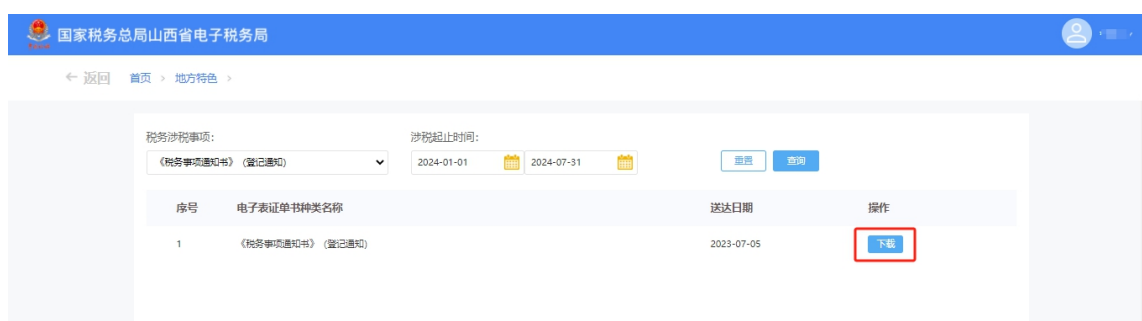 国家税务总局山西省电子税务局
← 返回 首页 > 地方特色 >
税务涉税事项： 涉税起止时间：
《税务事项通知书》（登记通知） 2024-01-01 2024-07-31 重置 查询
序号 电子表证单书种类名称 送达日期 操作
1 《税务事项通知书》（登记通知） 2023-07-05 下载